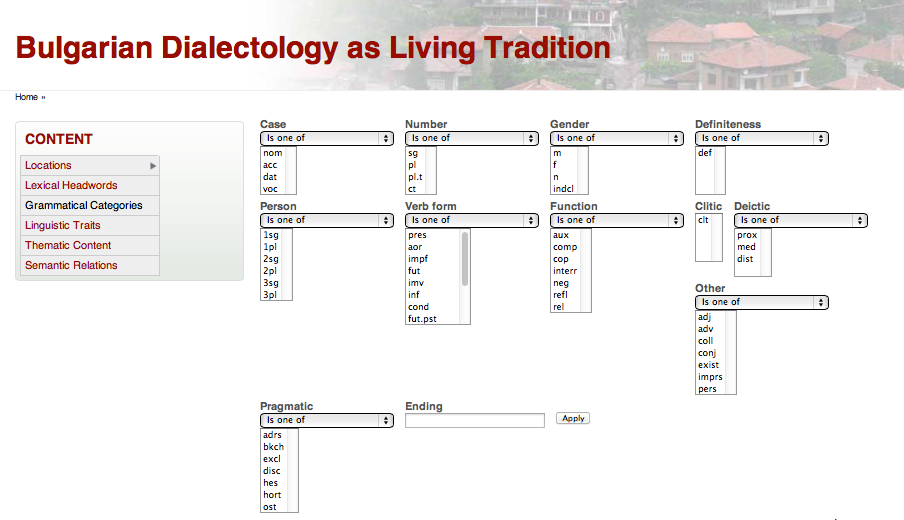 Bulgarian Dialectology as Living Tradition
Home »
CONTENT
Locations
Lexical Headwords
Grammatical Categories
Linguistic Traits
Thematic Content
Semantic Relations
Case
Is one of
nom
acc
dat
voc
Number
Is one of
sg
pl
pl.t
ct
Gender
Is one of
m
f
n
indcl
Definiteness
Is one of
def
Person
Is one of
1sg
1pl
2sg
2pl
3sg
3pl
Verb form
Is one of
pres
aor
impf
fut
imv
inf
cond
fut.pst
Function
Is one of
aux
comp
cop
interr
neg
refl
rel
Clitic
clt
Deictic
Is one of
prox
med
dist
Other
Is one of
adj
adv
coll
conj
exist
imprs
pers
Pragmatic
Is one of
adrs
bkch
excl
disc
hes
hort
ost
Ending
Apply